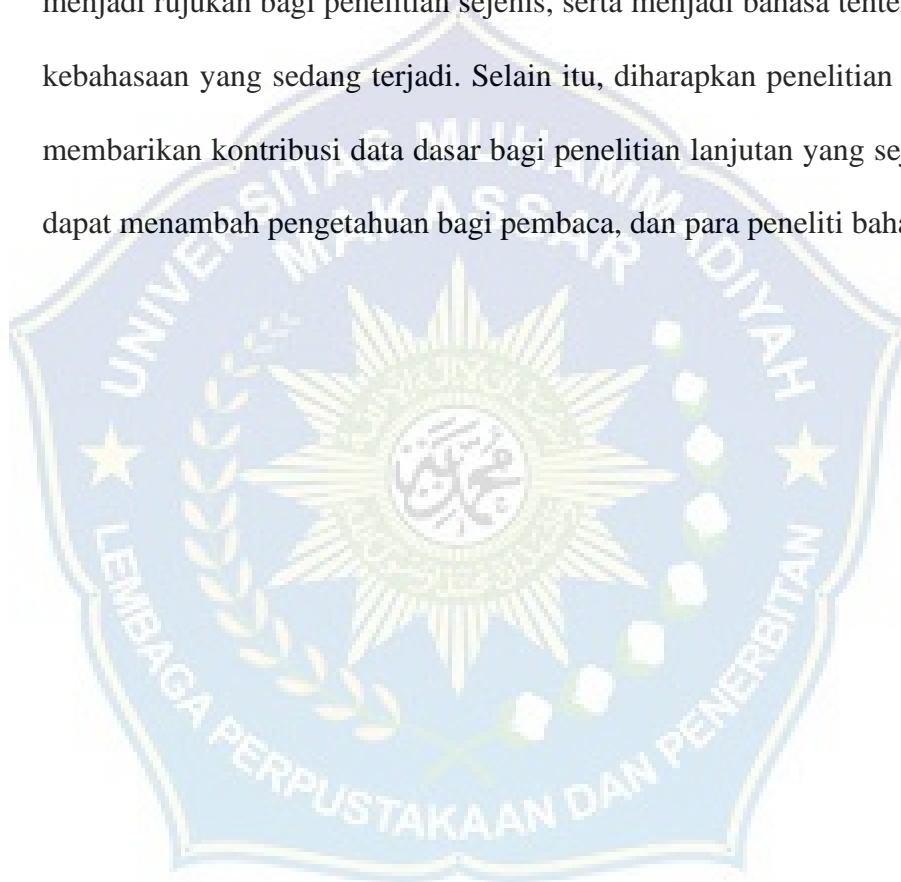 menjadi rujukan bagi penelitian sejenis, serta menjadi bahasa
kebahasaan yang sedang terjadi. Selain itu, diharapkan penelitian
membarikan kontribusi data dasar bagi penelitian lanjutan yang
dapat menambah pengetahuan bagi pembaca, dan para peneliti
UNIVERSITAS MUHAMMADIYAH
MAKASSAR
LEMBAGA PERPUSTAKAAN DAN PENERBITAN